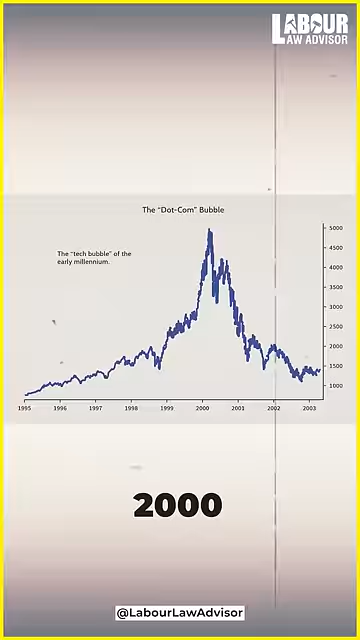 LABOUR
LAW ADVISOR
The "Dot-Com" Bubble
The "tech bubble" of the
early millennium.
5000
4500
4000
3500
3000
2500
2000
1500
1000
1995 1996 1997 1998 1999 2000 2001 2002 2003
2000
@LabourLawAdvisor